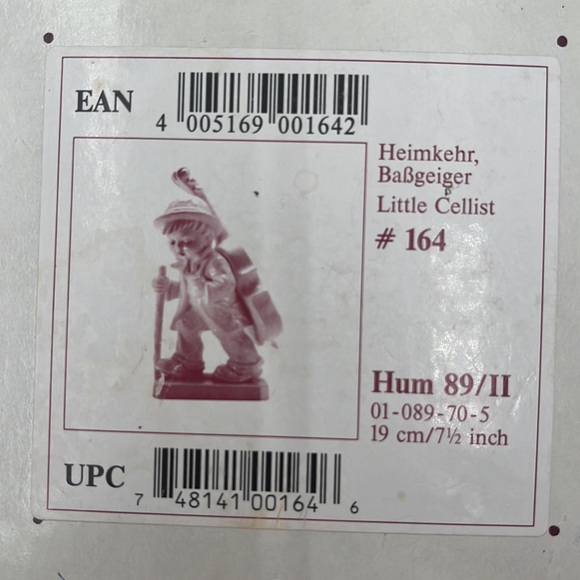 EAN
4 005169 001642
Heimkehr,
Baßgeiger
Little Cellist
# 164
Hum 89/II
01-089-70-5
19 cm/7½ inch
UPC
7 48141 00164 6